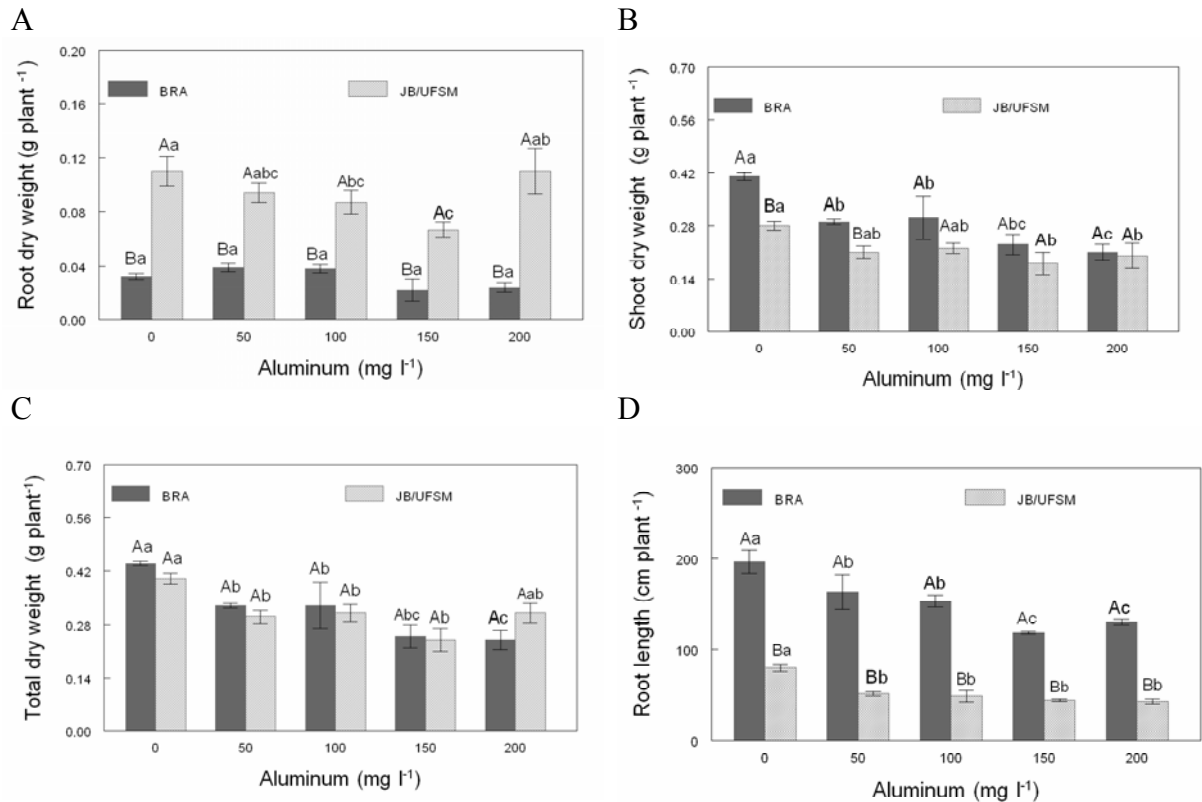 A
Root dry weight (g plant ⁻¹)
0.20
0.16
0.12
0.08
0.04
0.00
BRA
JB/UFSM
Ba
Aa
Ba
Aabc
Ba
Abc
Ba
Ac
Ba
Aab
0
50
100
150
200
Aluminum (mg l⁻¹)
B
Shoot dry weight (g plant ⁻¹)
0.70
0.56
0.42
0.28
0.14
0.00
BRA
JB/UFSM
Aa
Ba
Ab
Bab
Ab
Aab
Abc
Ab
Ac
Ab
0
50
100
150
200
Aluminum (mg l⁻¹)
C
Total dry weight (g plant⁻¹)
0.70
0.56
0.42
0.28
0.14
0.00
BRA
JB/UFSM
Aa
Aa
Ab
Ab
Ab
Ab
Abc
Ab
Ac
Aab
0
50
100
150
200
Aluminum (mg l⁻¹)
D
Root length (cm plant ⁻¹)
300
200
100
0
BRA
JB/UFSM
Aa
Ba
Ab
Bb
Ab
Bb
Ac
Bb
Ac
Bb
0
50
100
150
200
Aluminum (mg l⁻¹)